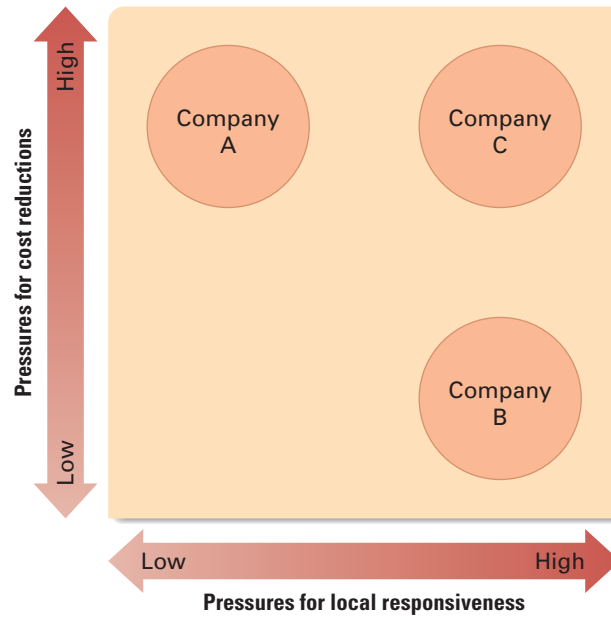 High
Pressures for cost reductions
Low
Company
A
Company
C
Company
B
Low
High
Pressures for local responsiveness